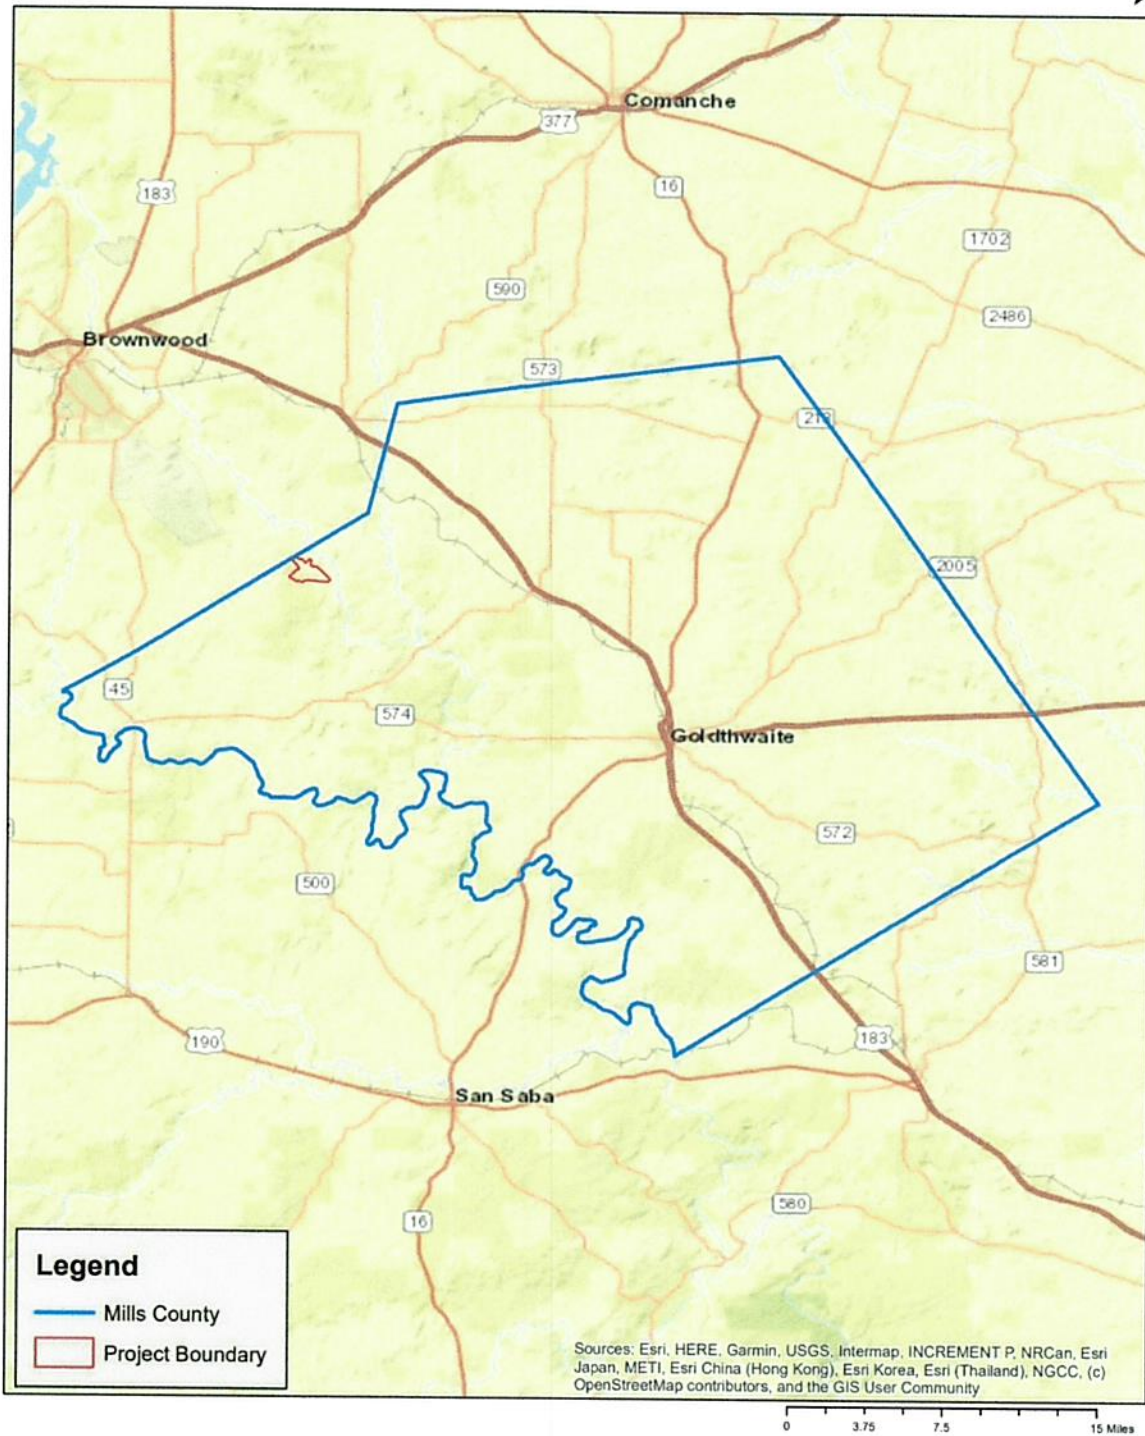 Comanche
377
183
16
1702
590
2486
Brownwood
573
218
2005
45
574
Goldthwaite
572
500
581
190
183
San Saba
580
16
Legend
Mills County
Project Boundary
Sources: Esri, HERE, Garmin, USGS, Intermap, INCREMENT P, NRCan, Esri
Japan, METI, Esri China (Hong Kong), Esri Korea, Esri (Thailand), NGCC, (c)
OpenStreetMap contributors, and the GIS User Community
0 3.75 7.5 15 Miles